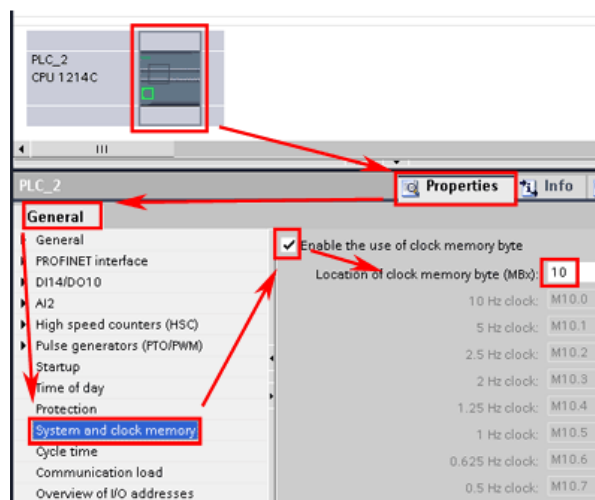 PLC_2
CPU 1214C
PLC_2
Properties
Info
General
General
PROFINET interface
DI14/DO10
AI2
High speed counters (HSC)
Pulse generators (PTO/PWM)
Startup
Time of day
Protection
System and clock memory
Cycle time
Communication load
Overview of I/O addresses
Enable the use of clock memory byte
Location of clock memory byte (MBx): 10
10 Hz clock: M10.0
5 Hz clock: M10.1
2.5 Hz clock: M10.2
2 Hz clock: M10.3
1.25 Hz clock: M10.4
1 Hz clock: M10.5
0.625 Hz clock: M10.6
0.5 Hz clock: M10.7